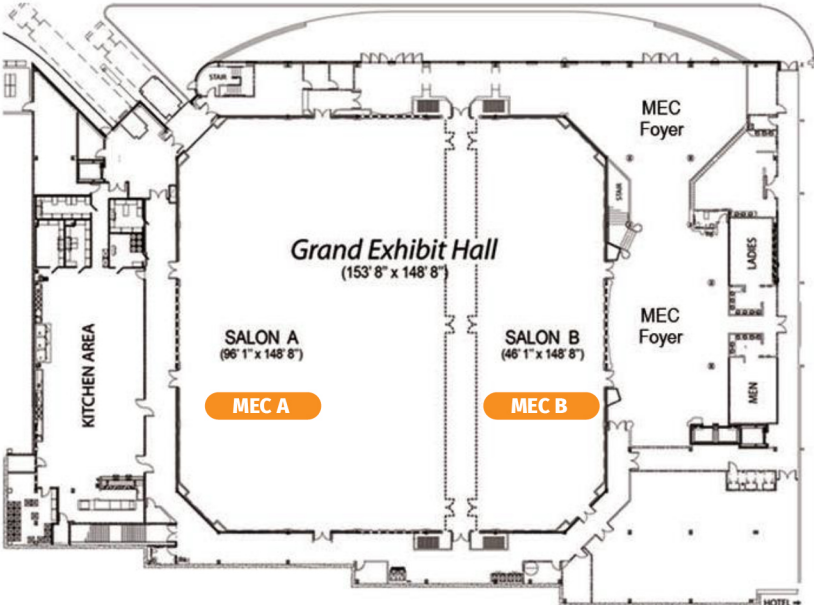 STAIR
MEC
Foyer
STAIR
Grand Exhibit Hall
(153' 8" x 148' 8")
LADIES
MEC
Foyer
SALON A
(96' 1" x 148' 8")
SALON B
(46' 1" x 148' 8")
KITCHEN AREA
MEC A
MEC B
MEN
HOTEL